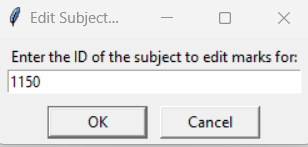 Edit Subject...
Enter the ID of the subject to edit marks for:
1150
OK Cancel